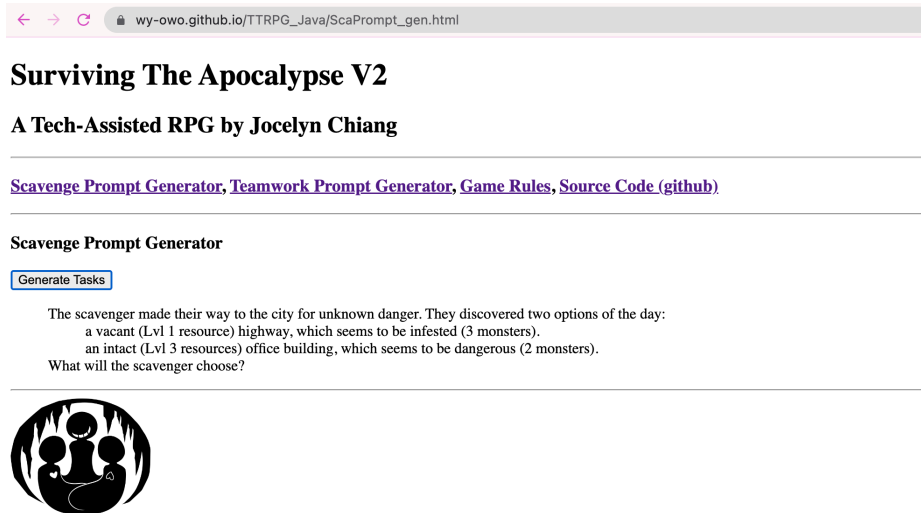 wy-owo.github.io/TTRPG_Java/ScaPrompt_gen.html
Surviving The Apocalypse V2
A Tech-Assisted RPG by Jocelyn Chiang
Scavenge Prompt Generator, Teamwork Prompt Generator, Game Rules, Source Code (github)
Scavenge Prompt Generator
Generate Tasks
The scavenger made their way to the city for unknown danger. They discovered two options of the day:
a vacant (Lvl 1 resource) highway, which seems to be infested (3 monsters).
an intact (Lvl 3 resources) office building, which seems to be dangerous (2 monsters).
What will the scavenger choose?